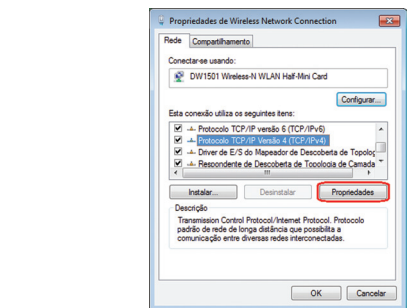 Propriedades de Wireless Network Connection
Rede Compartilhamento
Conectar-se usando:
DW1501 Wireless-N WLAN Half-Mini Card
Configurar...
Esta conexão utiliza os seguintes itens:
Protocolo TCP/IP versão 6 (TCP/IPv6)
Protocolo TCP/IP Versão 4 (TCP/IPv4)
Driver de E/S do Mapeador de Descoberta de Topolog
Respondente de Descoberta de Topologia de Camada
Instalar... Desinstalar Propriedades
Descrição
Transmission Control Protocol/Internet Protocol. Protocolo
padrão de rede de longa distância que possibilita a
comunicação entre diversas redes interconectadas.
OK Cancelar